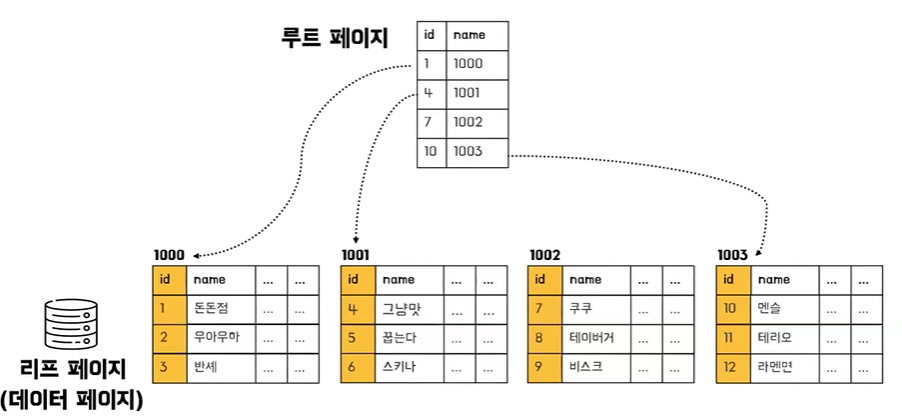 루트 페이지
id name
1 1000
4 1001
7 1002
10 1003
1000
id name ... ...
1 돈돈점 ... ...
2 우아우하 ... ...
3 반셰 ... ...
1001
id name ... ...
4 그냥맛 ... ...
5 꼽는다 ... ...
6 스키나 ... ...
1002
id name ... ...
7 쿠쿠 ... ...
8 테이버거 ... ...
9 비스크 ... ...
1003
id name ... ...
10 멘슬 ... ...
11 테리오 ... ...
12 라멘면 ... ...
리프 페이지
(데이터 페이지)